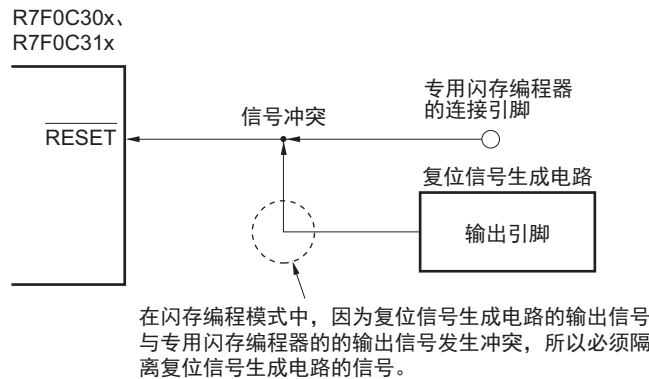 R7F0C30x、
R7F0C31x
专用闪存编程器
的连接引脚
信号冲突
RESET
复位信号生成电路
输出引脚
在闪存编程模式中，因为复位信号生成电路的输出信号
与专用闪存编程器的的输出信号发生冲突，所以必须隔
离复位信号生成电路的信号。